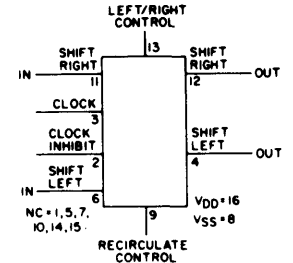 LEFT/RIGHT
CONTROL
13
SHIFT
RIGHT
IN
11
SHIFT
RIGHT
12
OUT
CLOCK
3
CLOCK
INHIBIT
2
SHIFT
LEFT
4
OUT
SHIFT
LEFT
IN
6
NC = 1, 5, 7,
10, 14, 15.
9
VDD = 16
VSS = 8
RECIRCULATE
CONTROL